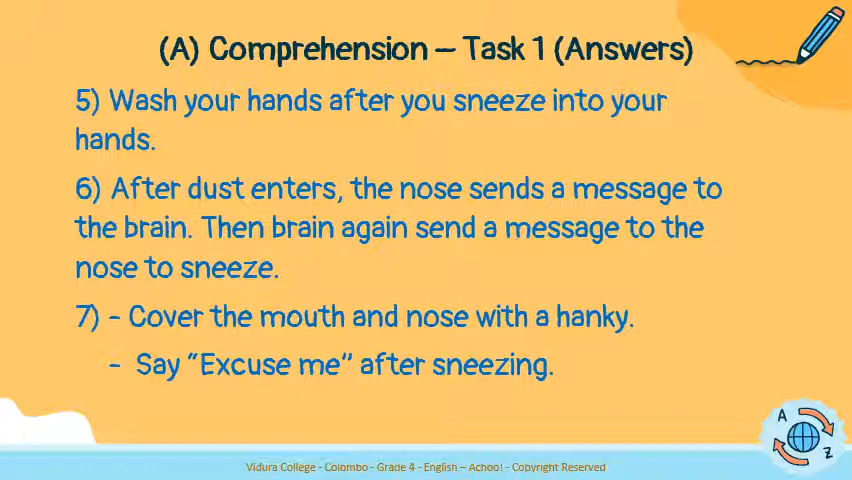 (A) Comprehension – Task 1 (Answers)
5) Wash your hands after you sneeze into your
hands.
6) After dust enters, the nose sends a message to
the brain. Then brain again send a message to the
nose to sneeze.
7) - Cover the mouth and nose with a hanky.
- Say "Excuse me" after sneezing.
A
Z
Vidura College - Colombo - Grade 4 - English – Achoo! - Copyright Reserved